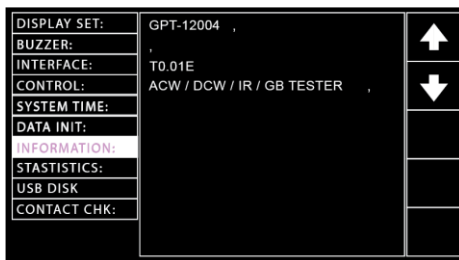 DISPLAY SET:
BUZZER:
INTERFACE:
CONTROL:
SYSTEM TIME:
DATA INIT:
INFORMATION:
STASTISTICS:
USB DISK
CONTACT CHK:
GPT-12004 ,
,
T0.01E
ACW / DCW / IR / GB TESTER ,